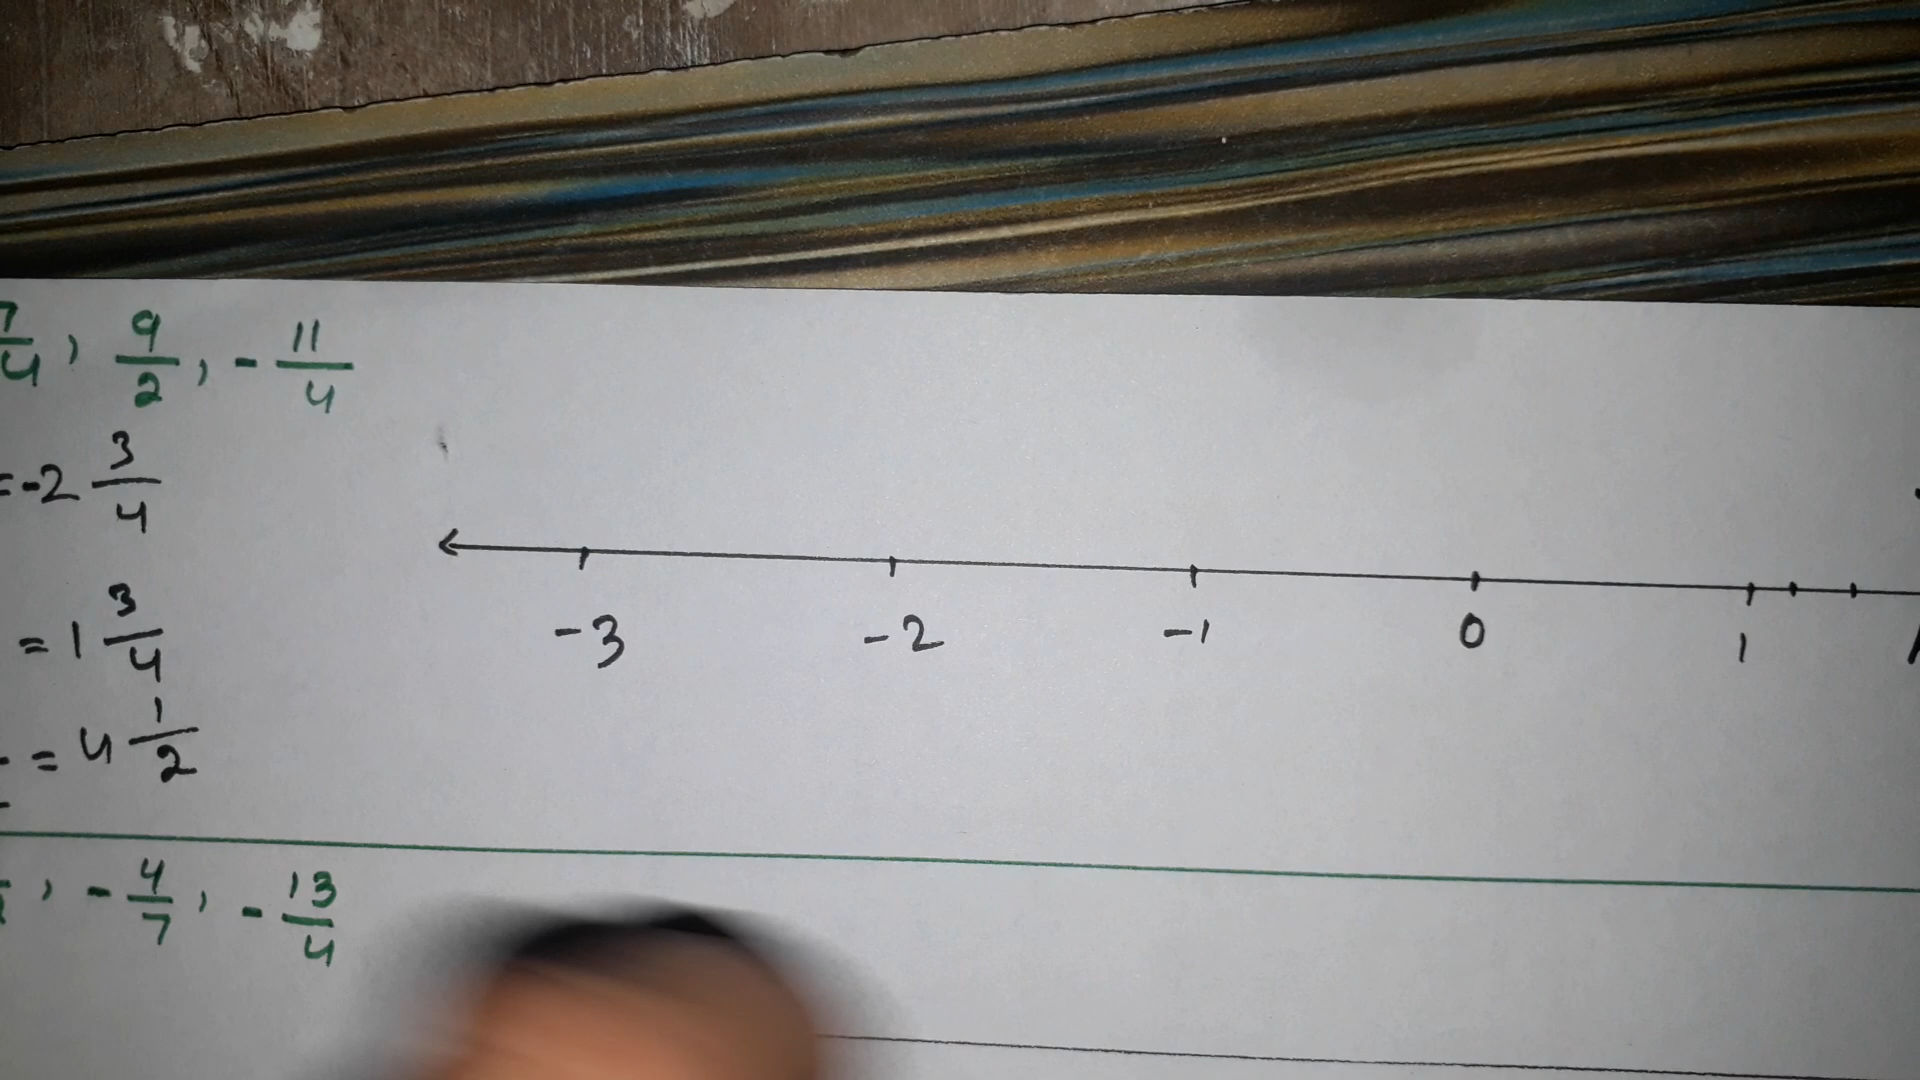 7/4, 9/2, - 11/4
= -2 3/4
= 1 3/4
= 4 1/2
-3 -2 -1 0 1
, - 4/7, - 13/4